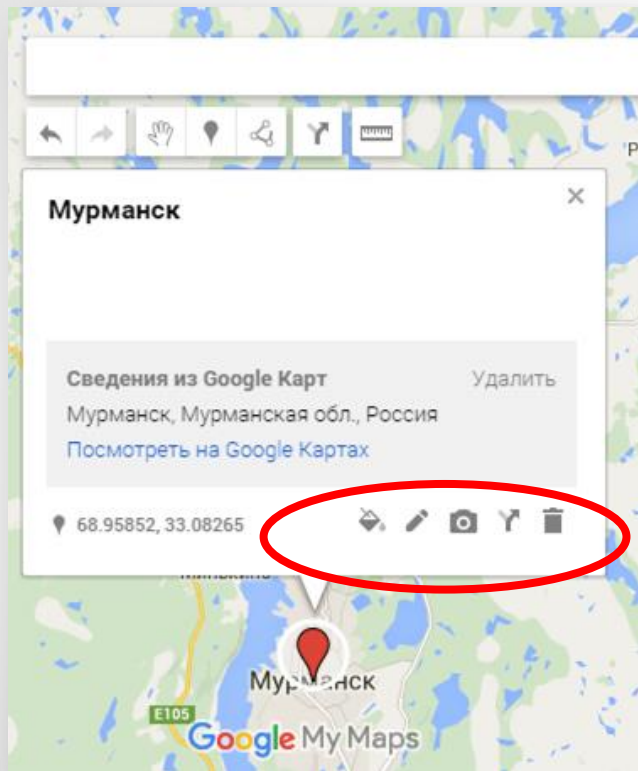 Р
Мурманск
Сведения из Google Карт Удалить
Мурманск, Мурманская обл., Россия
Посмотреть на Google Картах
68.95852, 33.08265
Мурманск
E105
Google My Maps